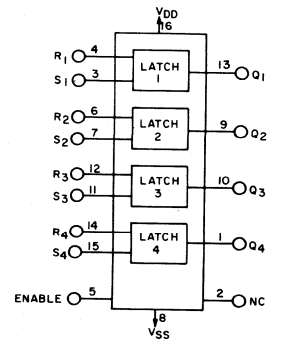 VDD
16
R1 4
S1 3
LATCH
1
13 Q1
R2 6
S2 7
LATCH
2
9 Q2
R3 12
S3 11
LATCH
3
10 Q3
R4 14
S4 15
LATCH
4
1 Q4
ENABLE 5
2 NC
8
VSS